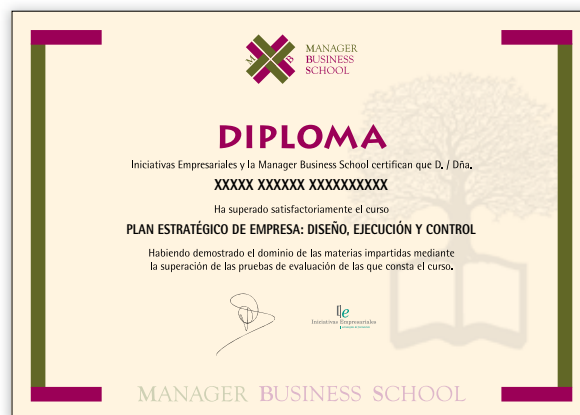 M B
MANAGER
BUSINESS
SCHOOL
DIPLOMA
Iniciativas Empresariales y la Manager Business School certifican que D. / Dña.
XXXXX XXXXXX XXXXXXXXXX
Ha superado satisfactoriamente el curso
PLAN ESTRATÉGICO DE EMPRESA: DISEÑO, EJECUCIÓN Y CONTROL
Habiendo demostrado el dominio de las materias impartidas mediante
la superación de las pruebas de evaluación de las que consta el curso.
Iniciativas Empresariales
MANAGER BUSINESS SCHOOL